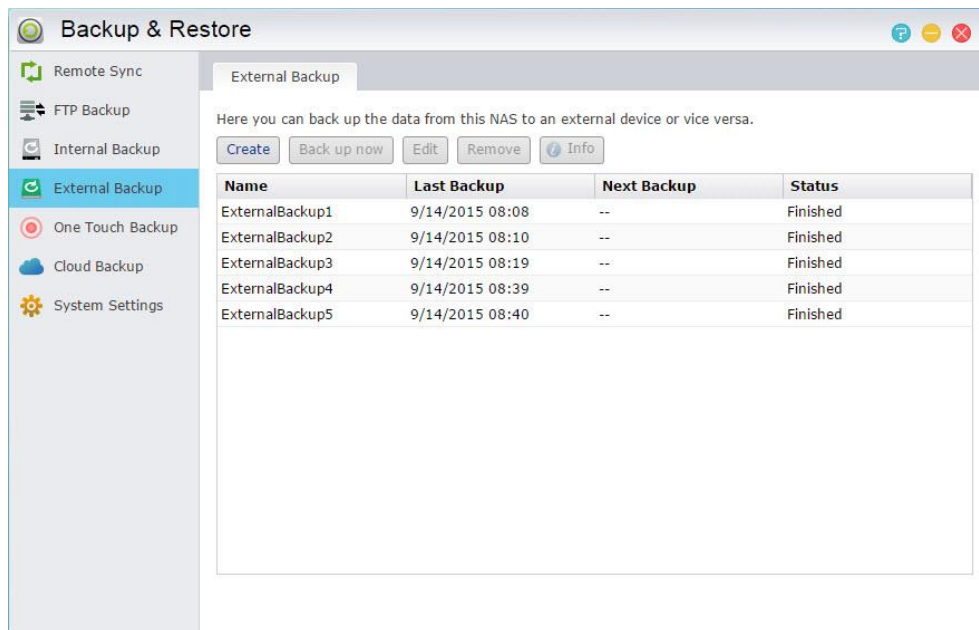 Backup & Restore
Remote Sync
FTP Backup
Internal Backup
External Backup
One Touch Backup
Cloud Backup
System Settings
External Backup
Here you can back up the data from this NAS to an external device or vice versa.
Create Back up now Edit Remove Info
Name Last Backup Next Backup Status
ExternalBackup1 9/14/2015 08:08 -- Finished
ExternalBackup2 9/14/2015 08:10 -- Finished
ExternalBackup3 9/14/2015 08:19 -- Finished
ExternalBackup4 9/14/2015 08:39 -- Finished
ExternalBackup5 9/14/2015 08:40 -- Finished